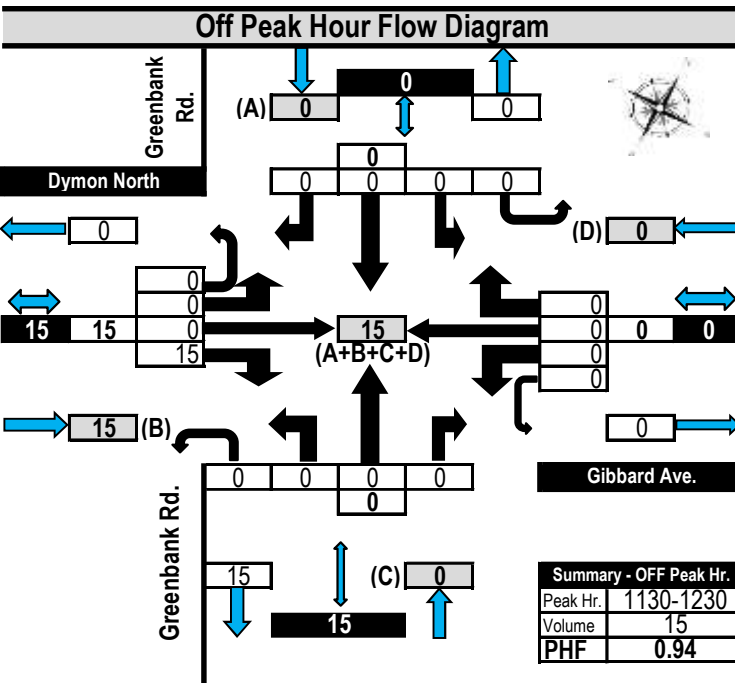 Off Peak Hour Flow Diagram
Greenbank
Rd.
0
(A) 0 0
0
Dymon North
0 0 0 0
0
(D) 0
0
0
15 15 0
15
15
(A+B+C+D)
0
0 0 0
0
0
15 (B)
0
0 0 0 0
0
Gibbard Ave.
Greenbank Rd.
15
(C) 0
15
Summary - OFF Peak Hr.
Peak Hr. 1130-1230
Volume 15
PHF 0.94